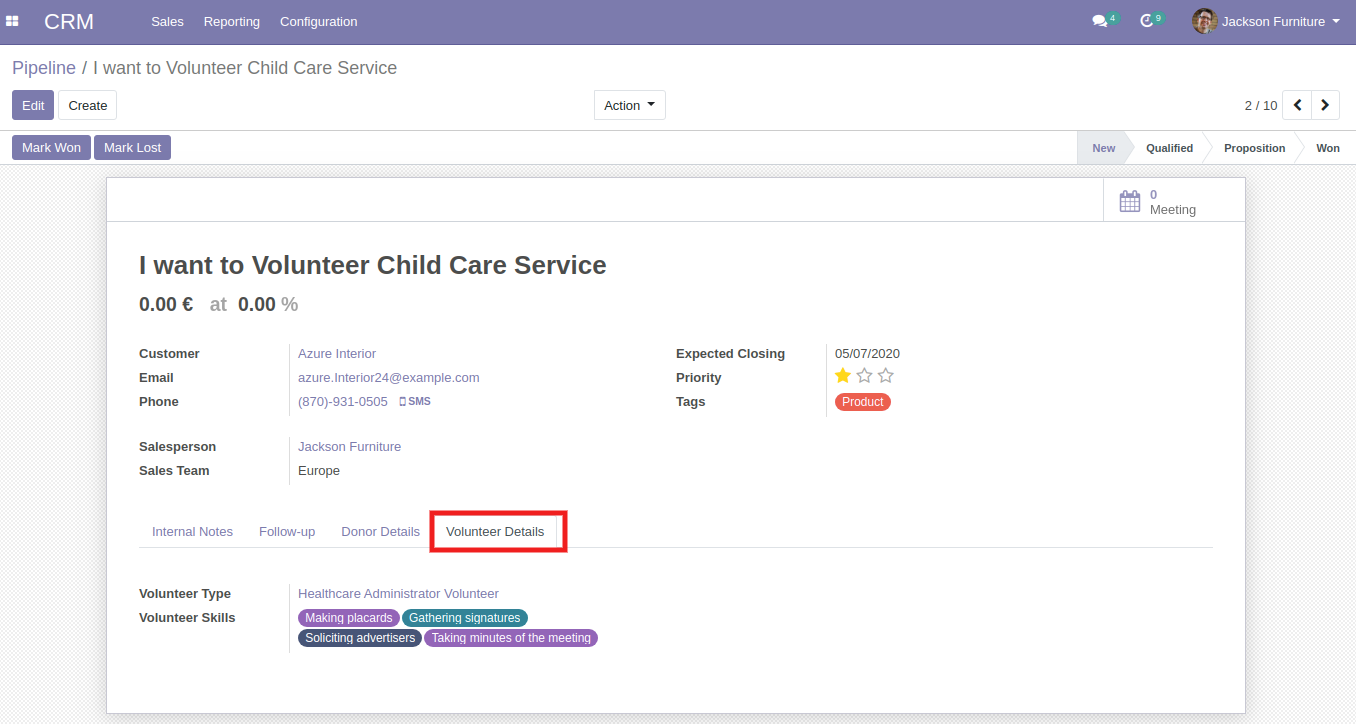 CRM Sales Reporting Configuration 4 9 Jackson Furniture
Pipeline / I want to Volunteer Child Care Service
Edit Create Action 2 / 10
Mark Won Mark Lost New Qualified Proposition Won
0
Meeting
I want to Volunteer Child Care Service
0.00 € at 0.00 %
Customer Azure Interior Expected Closing 05/07/2020
Email azure.Interior24@example.com Priority
Phone (870)-931-0505 SMS Tags Product
Salesperson Jackson Furniture
Sales Team Europe
Internal Notes Follow-up Donor Details Volunteer Details
Volunteer Type Healthcare Administrator Volunteer
Volunteer Skills Making placards Gathering signatures
Soliciting advertisers Taking minutes of the meeting